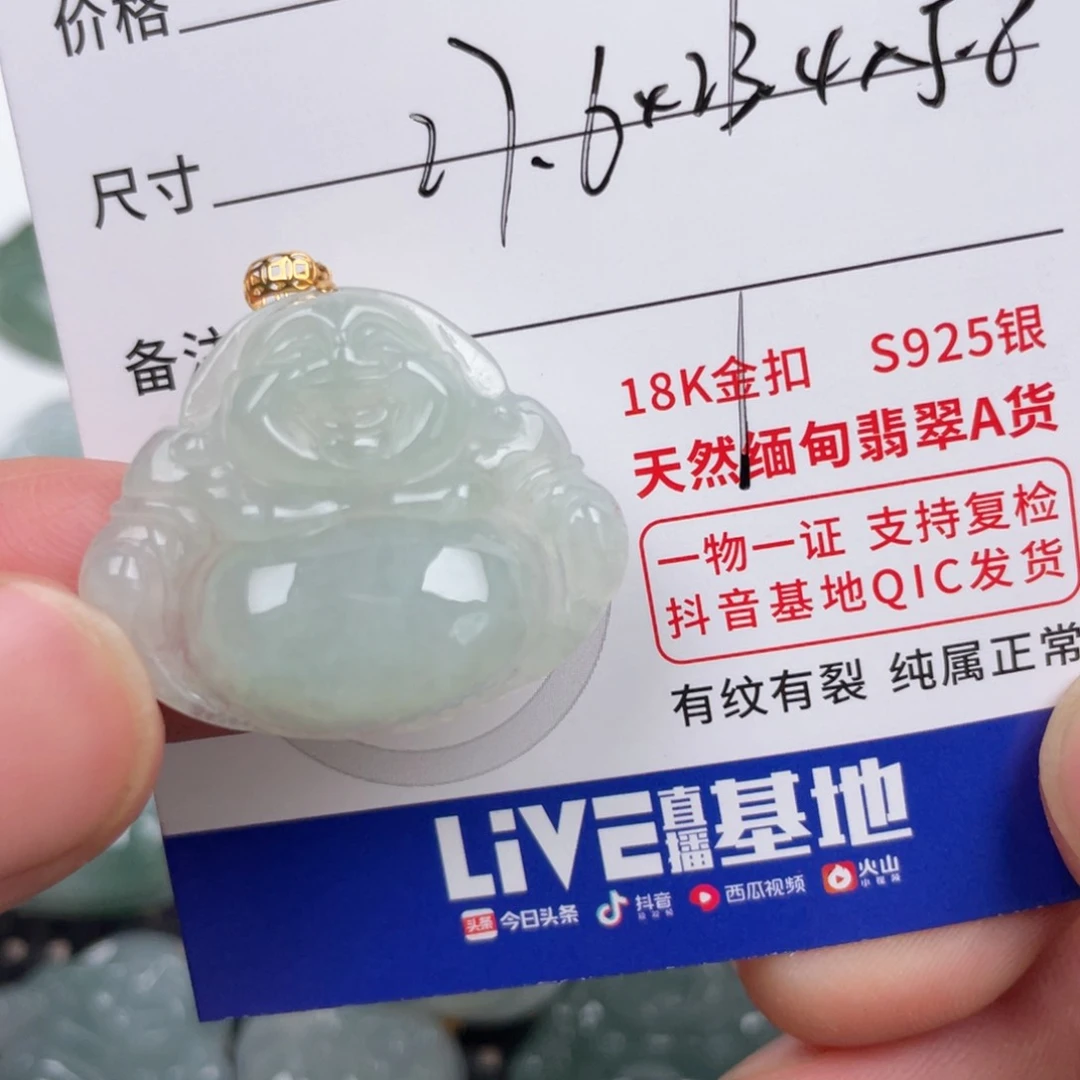 价格
27.6×23.4×5.6
尺寸
备注
18K金扣 S925银
天然缅甸翡翠A货
一物一证 支持复检
抖音基地QIC发货
有纹有裂 纯属正常
LiVE直播基地
头条 今日头条 抖音 西瓜视频 火山